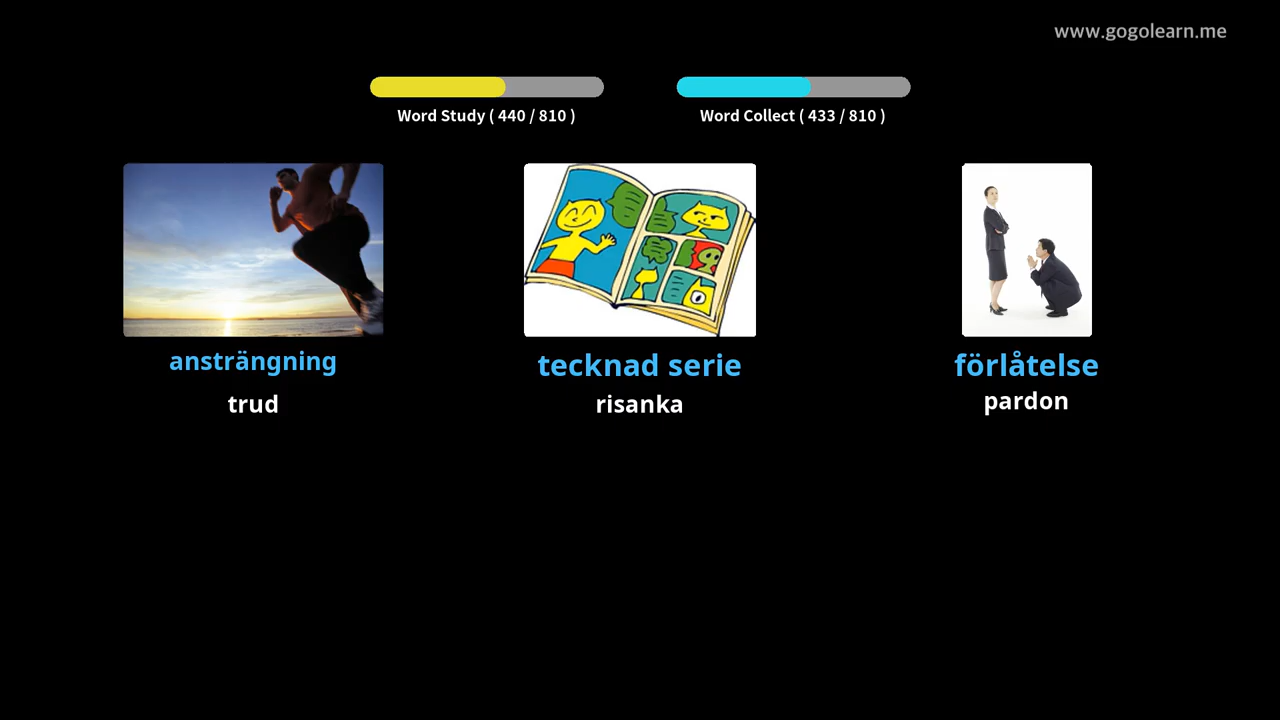 www.gogolearn.me
Word Study ( 440 / 810 )
Word Collect ( 433 / 810 )
ansträngning
trud
tecknad serie
risanka
förlåtelse
pardon